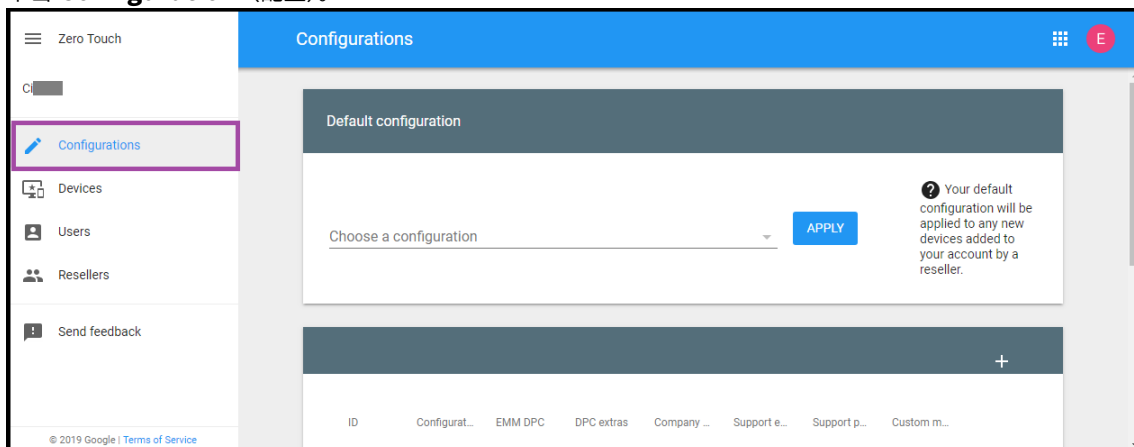 Zero Touch
Configurations
E
Ci
Configurations
Devices
Users
Resellers
Send feedback
© 2019 Google | Terms of Service
Default configuration
Choose a configuration
APPLY
Your default
configuration will be
applied to any new
devices added to
your account by a
reseller.
+
ID Configurat... EMM DPC DPC extras Company ... Support e... Support p... Custom m...